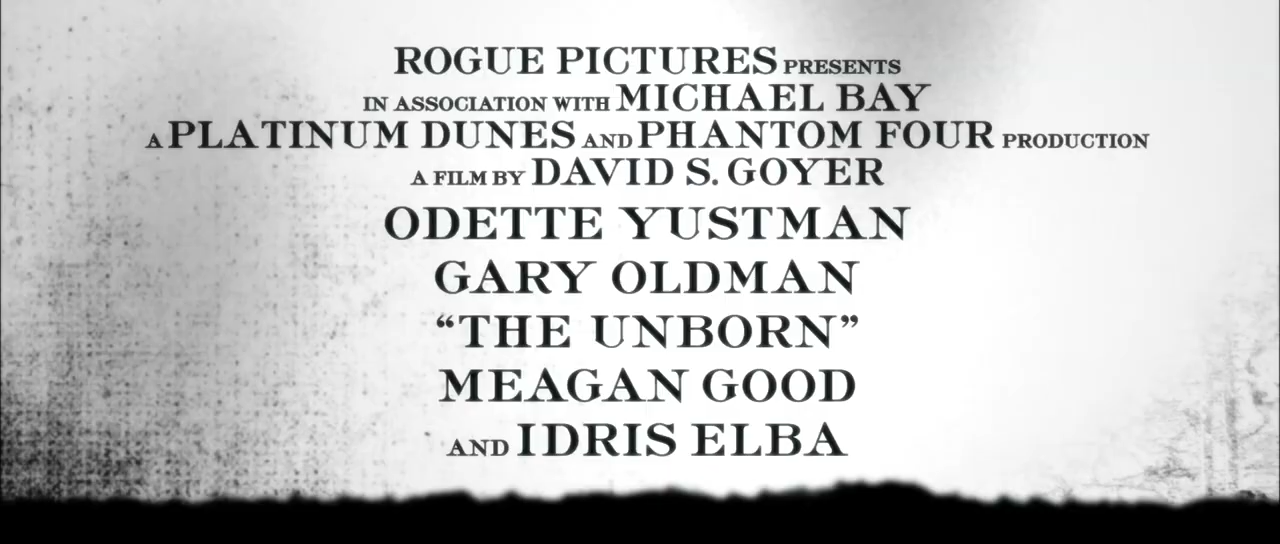 ROGUE PICTURES PRESENTS
IN ASSOCIATION WITH MICHAEL BAY
A PLATINUM DUNES AND PHANTOM FOUR PRODUCTION
A FILM BY DAVID S. GOYER
ODETTE YUSTMAN
GARY OLDMAN
“THE UNBORN”
MEAGAN GOOD
AND IDRIS ELBA